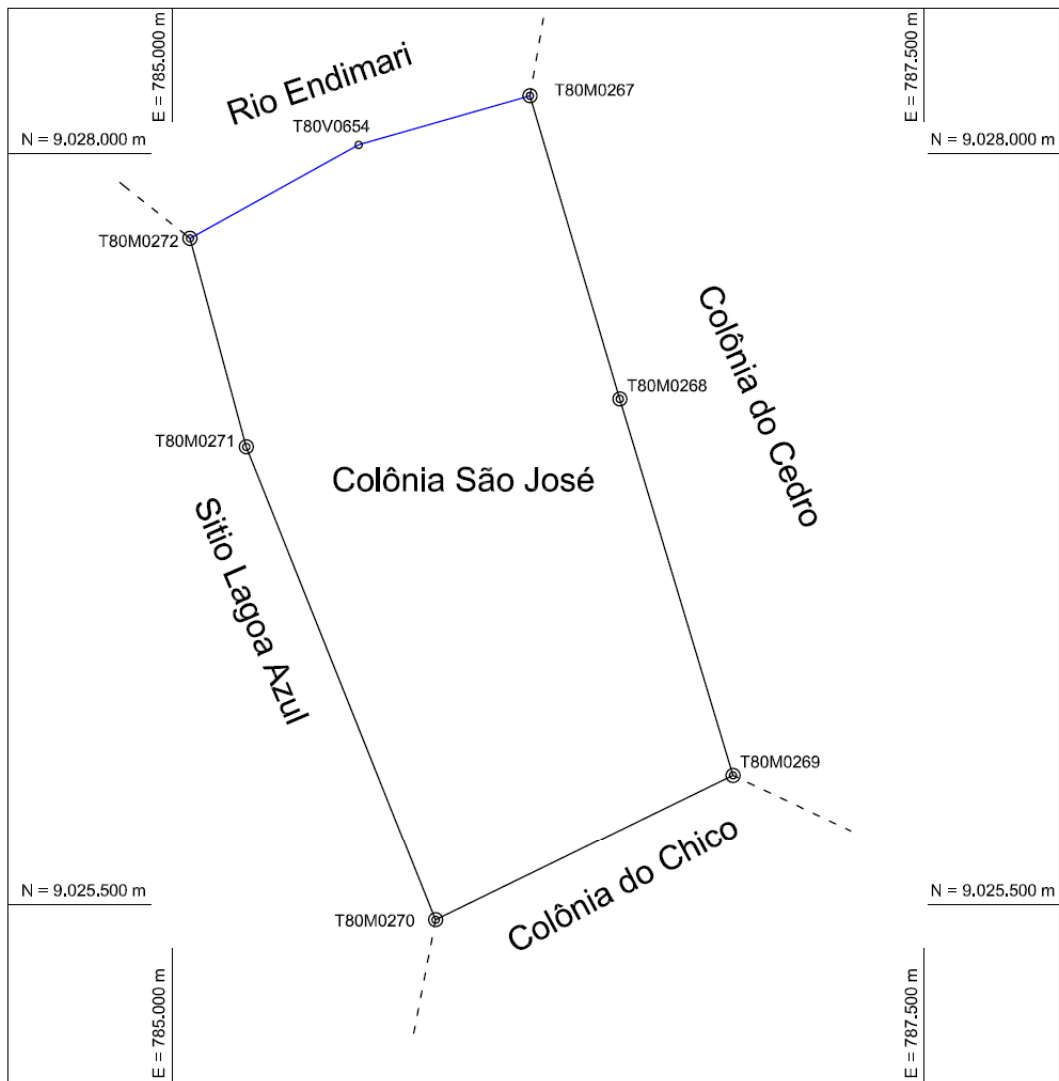 E = 785.000 m
E = 787.500 m
Rio Endimari
T80M0267
T80V0654
N = 9.028.000 m
N = 9.028.000 m
T80M0272
Colônia do Cedro
T80M0268
T80M0271
Colônia São José
Sitio Lagoa Azul
T80M0269
Colônia do Chico
N = 9.025.500 m
N = 9.025.500 m
T80M0270
E = 785.000 m
E = 787.500 m